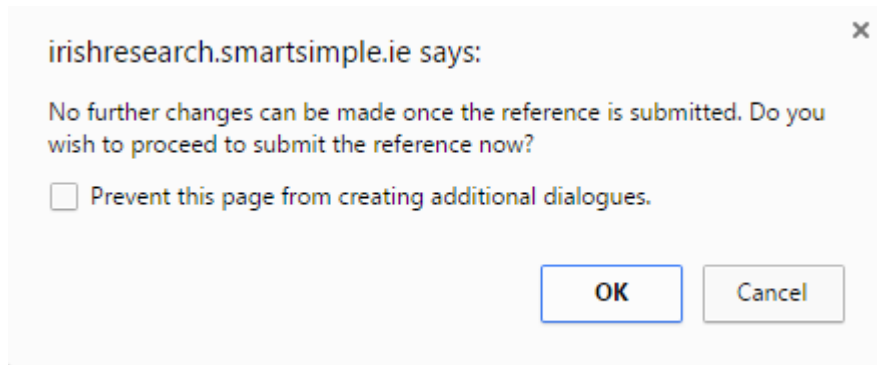 irishresearch.smartsimple.ie says:
No further changes can be made once the reference is submitted. Do you
wish to proceed to submit the reference now?
Prevent this page from creating additional dialogues.
OK
Cancel